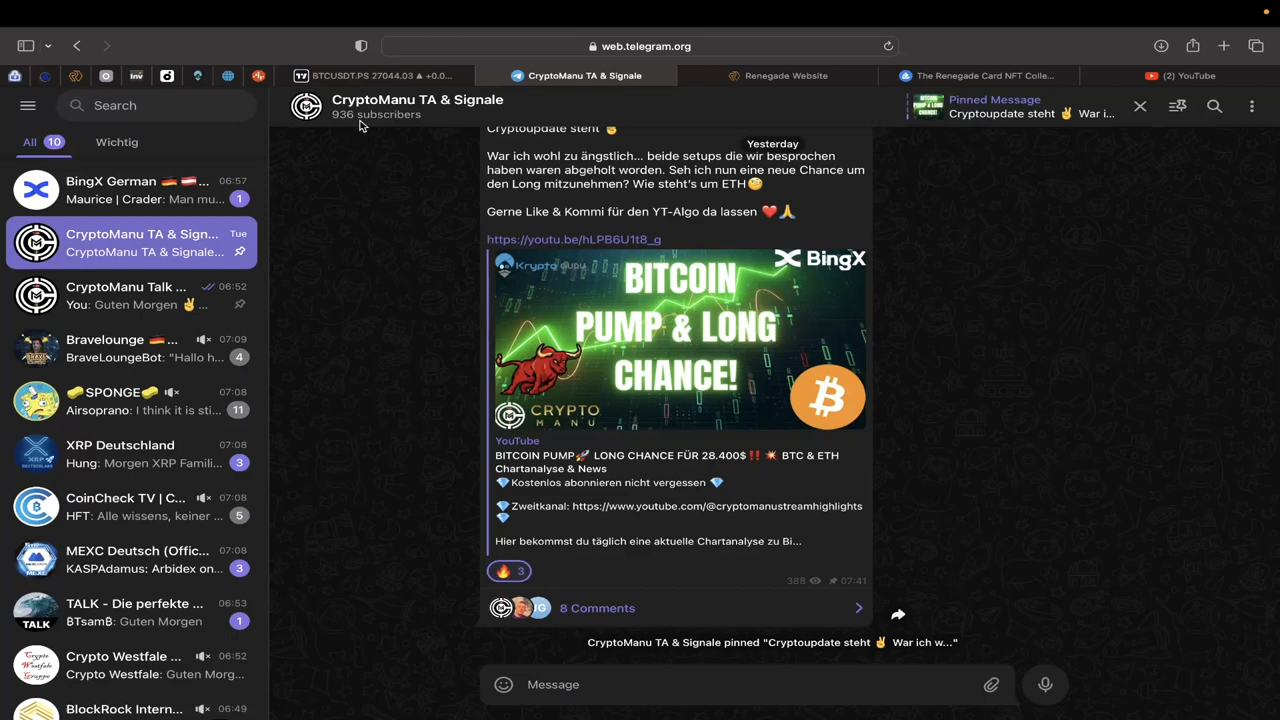 web.telegram.org
BTCUSDT.PS 27044.03 ▲ +0.0...
CryptoManu TA & Signale
Renegade Website
The Renegade Card NFT Colle...
(2) YouTube
Inv
Search
All 10
Wichtig
BingX German 🇩🇪 🇦🇹... 06:57
Maurice | Crader: Man mu... 1
CryptoManu TA & Sign... Tue
CryptoManu TA & Signale...
CryptoManu Talk ... 06:52
You: Guten Morgen ✌️...
Bravelounge 🇩🇪 ... 07:09
BraveLoungeBot: "Hallo h... 4
🧽SPONGE🧽 07:08
Airsoprano: I think it is sti... 11
XRP Deutschland 07:08
Hung: Morgen XRP Famili... 3
CoinCheck TV | C... 07:08
HFT: Alle wissens, keiner ... 5
MEXC Deutsch (Offic... 07:08
KASPAdamus: Arbidex on... 3
TALK - Die perfekte ... 06:53
BTsamB: Guten Morgen 1
TALK
Crypto Westfale ... 06:52
Crypto Westfale: Guten Morg...
BlockRock Intern... 06:49
CryptoManu TA & Signale
936 subscribers
Pinned Message
Cryptoupdate steht ✌️ War i...
Cryptoupdate steht ✌️
Yesterday
War ich wohl zu ängstlich... beide setups die wir besprochen
haben waren abgeholt worden. Seh ich nun eine neue Chance um
den Long mitzunehmen? Wie steht's um ETH🧐
Gerne Like & Kommi für den YT-Algo da lassen ❤️🙏
https://youtu.be/hLPB6U1t8_g
Krypto Guru
BingX
BITCOIN
PUMP & LONG
CHANCE!
CRYPTO
MANU
YouTube
BITCOIN PUMP🚀 LONG CHANCE FÜR 28.400$‼️ 💥 BTC & ETH
Chartanalyse & News
💎Kostenlos abonnieren nicht vergessen 💎
💎Zweitkanal: https://www.youtube.com/@cryptomanustreamhighlights
💎
Hier bekommst du täglich eine aktuelle Chartanalyse zu Bi...
🔥 3
388 07:41
8 Comments
CryptoManu TA & Signale pinned "Cryptoupdate steht ✌️ War ich w..."
Message